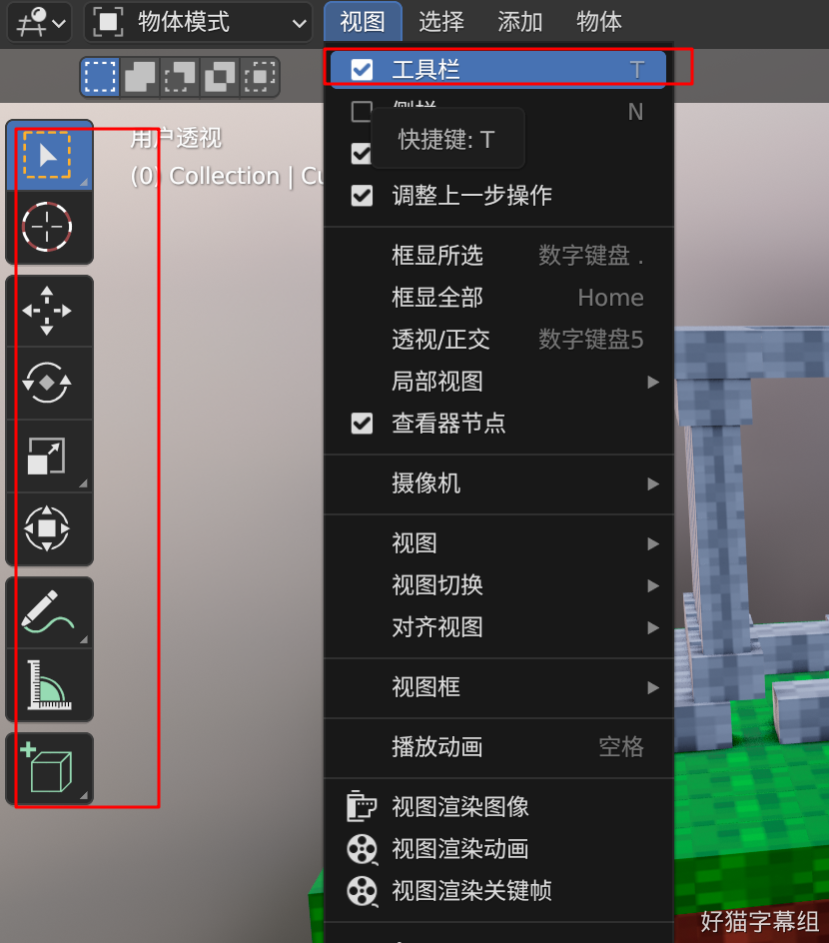 物体模式
视图
选择
添加
物体
工具栏 T
N
快捷键: T
用户透视
(0) Collection |
调整上一步操作
框显所选 数字键盘 .
框显全部 Home
透视/正交 数字键盘5
局部视图
查看器节点
摄像机
视图
视图切换
对齐视图
视图框
播放动画 空格
视图渲染图像
视图渲染动画
视图渲染关键帧
好猫字幕组